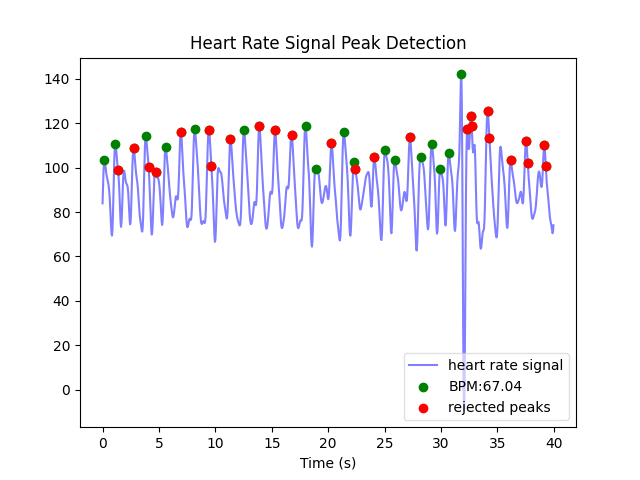 Heart Rate Signal Peak Detection
140
120
100
80
60
40
20
0
heart rate signal
BPM:67.04
rejected peaks
0 5 10 15 20 25 30 35 40
Time (s)